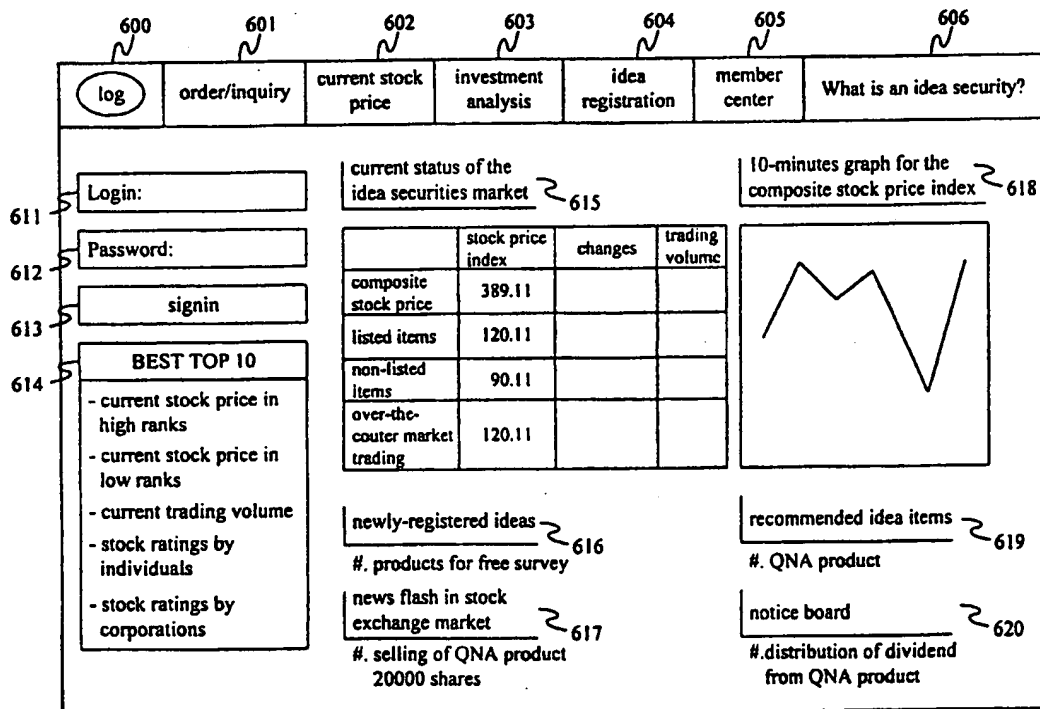 600
601
602
603
604
605
606
log
order/inquiry
current stock
price
investment
analysis
idea
registration
member
center
What is an idea security?
Login:
611
Password:
612
signin
613
BEST TOP 10
614
- current stock price in
high ranks
- current stock price in
low ranks
- current trading volume
- stock ratings by
individuals
- stock ratings by
corporations
current status of the
idea securities market
615
stock price
index
changes
trading
volume
composite
stock price
389.11
listed items
120.11
non-listed
items
90.11
over-the-
couter market
trading
120.11
newly-registered ideas
616
#. products for free survey
news flash in stock
exchange market
617
#. selling of QNA product
20000 shares
10-minutes graph for the
composite stock price index
618
recommended idea items
619
#. QNA product
notice board
620
#.distribution of dividend
from QNA product